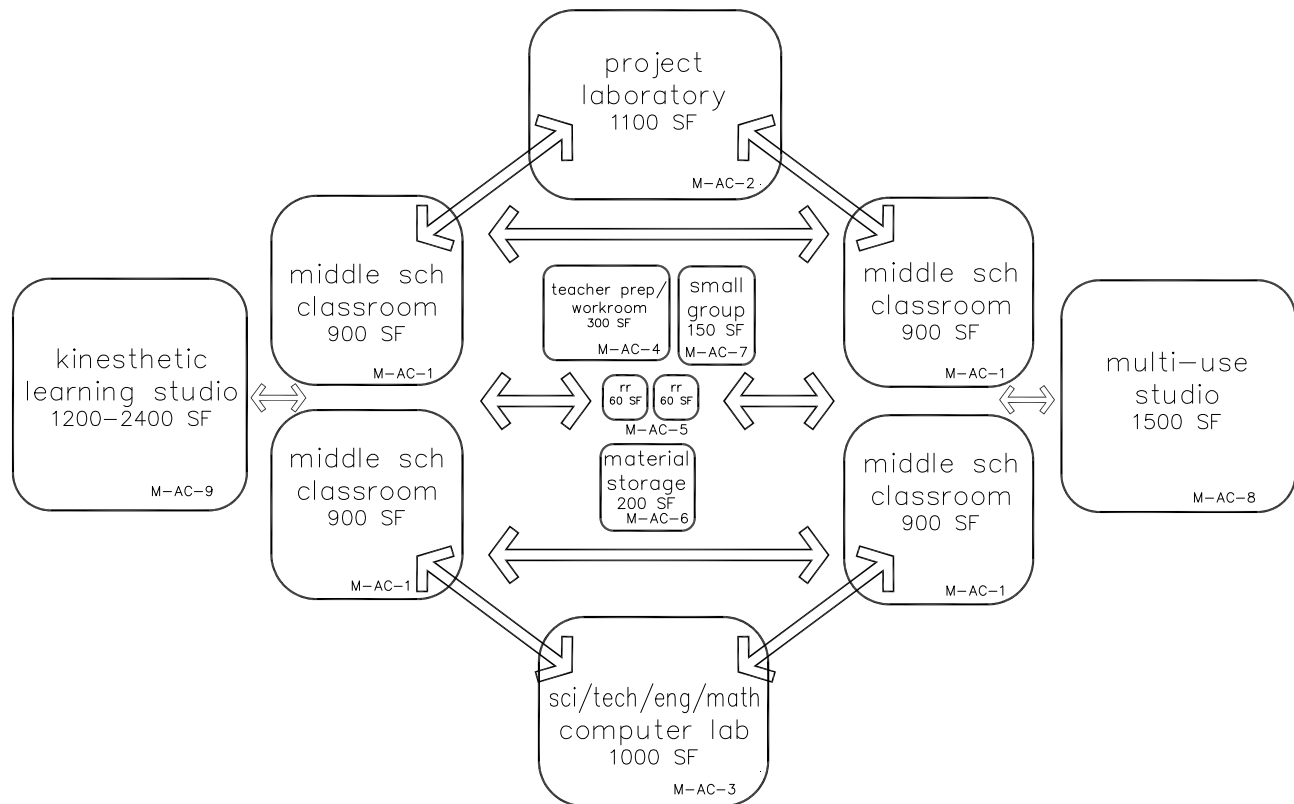 project
laboratory
1100 SF
M-AC-2
middle sch
classroom
900 SF
M-AC-1
teacher prep/
workroom
300 SF
M-AC-4
small
group
150 SF
M-AC-7
middle sch
classroom
900 SF
M-AC-1
kinesthetic
learning studio
1200-2400 SF
M-AC-9
rr
60 SF
rr
60 SF
M-AC-5
multi-use
studio
1500 SF
M-AC-8
middle sch
classroom
900 SF
M-AC-1
material
storage
200 SF
M-AC-6
middle sch
classroom
900 SF
M-AC-1
sci/tech/eng/math
computer lab
1000 SF
M-AC-3